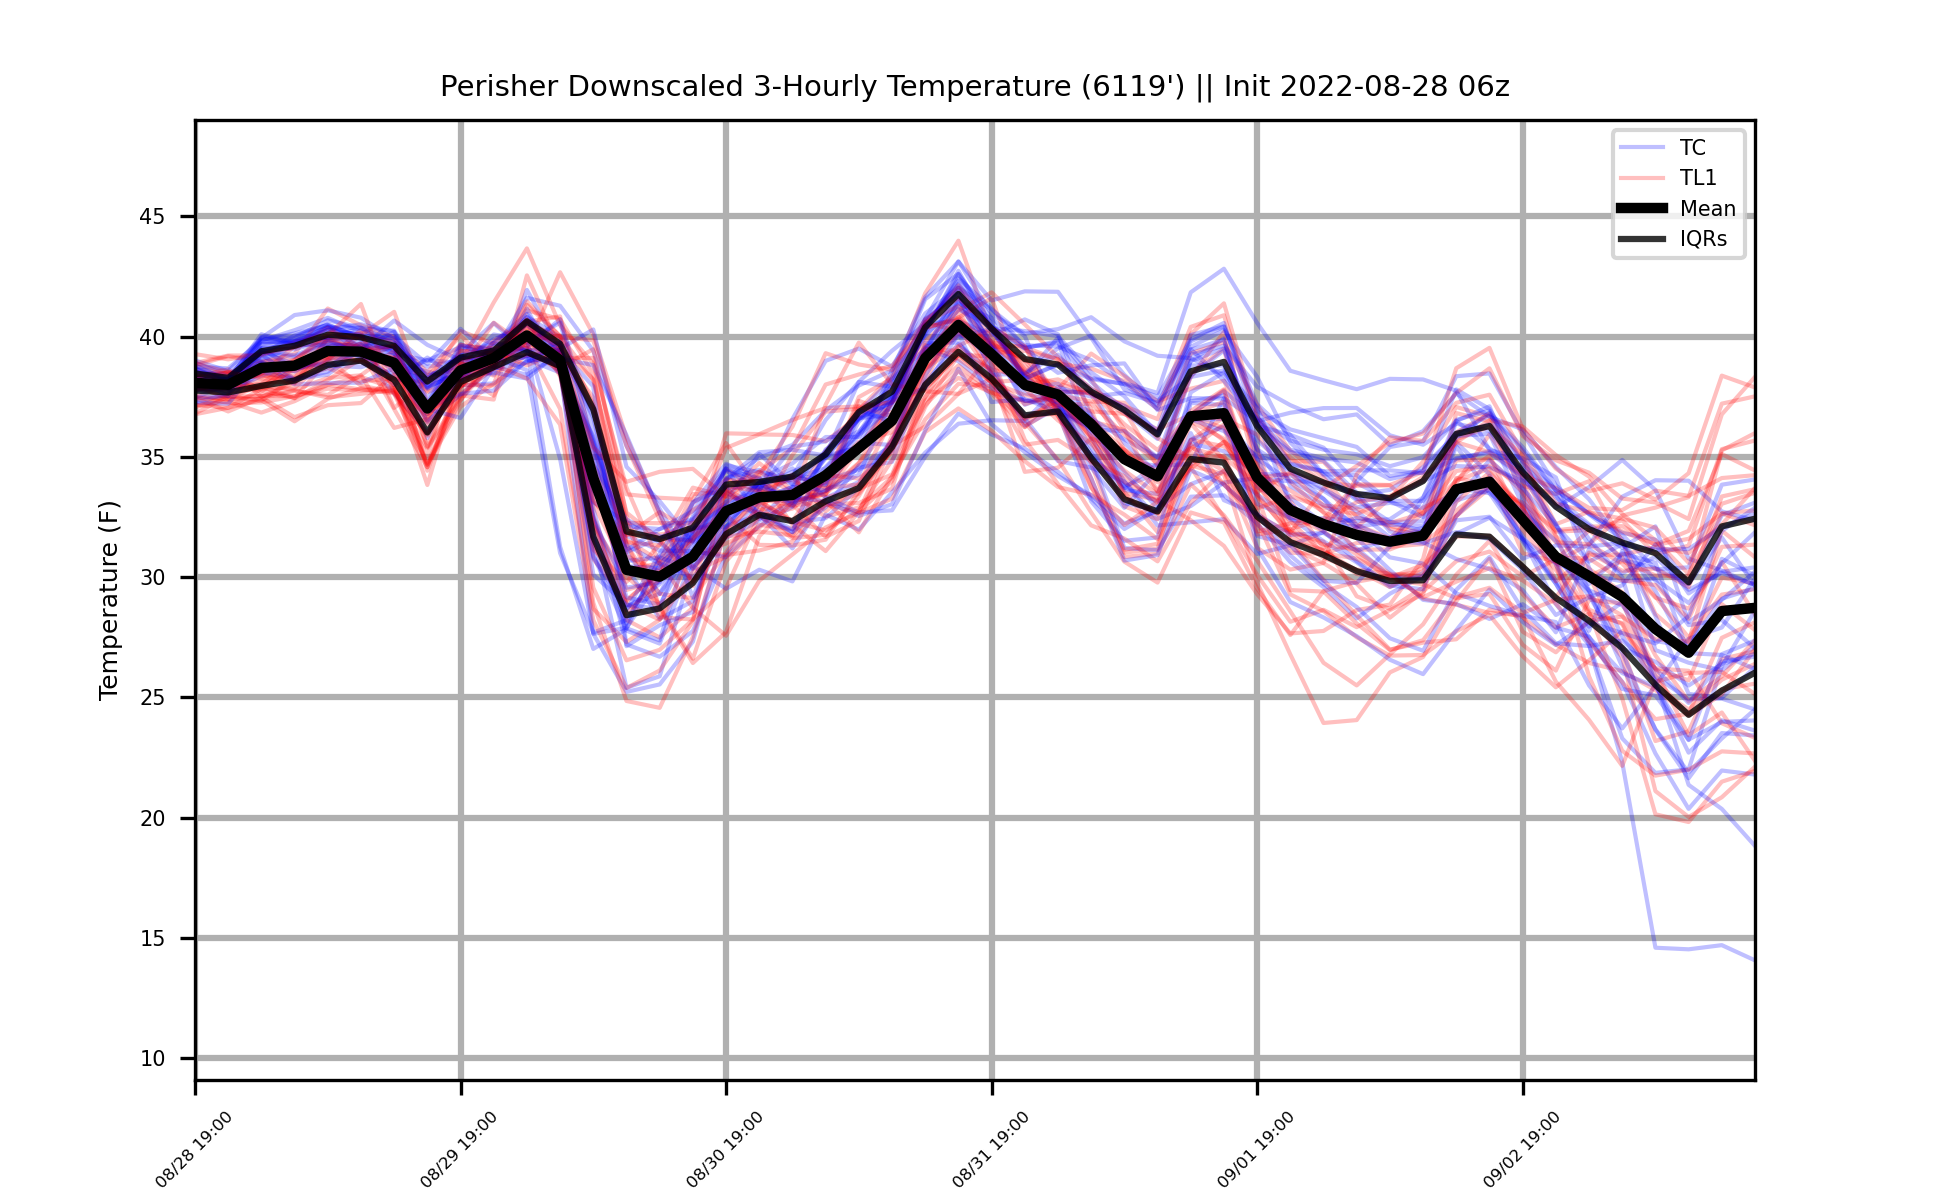 Perisher Downscaled 3-Hourly Temperature (6119') || Init 2022-08-28 06z
TC
TL1
Mean
IQRs
Temperature (F)
45
40
35
30
25
20
15
10
08/28 19:00
08/29 19:00
08/30 19:00
08/31 19:00
09/01 19:00
09/02 19:00